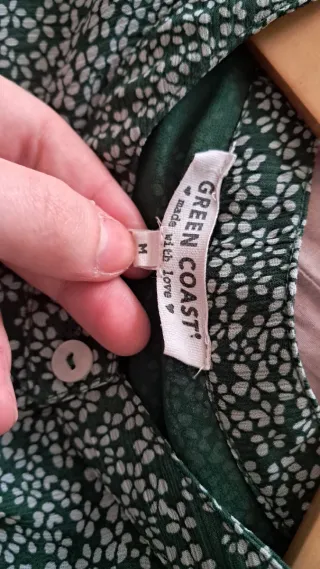 GREEN COAST®
♥ made with love ♥
M